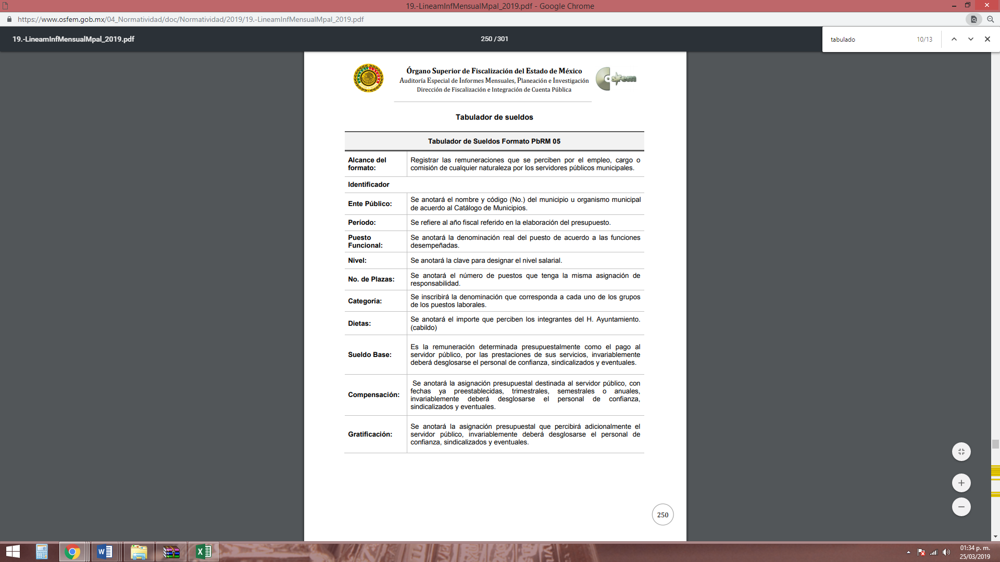 19.-LineamInfMensualMpal_2019.pdf - Google Chrome
https://www.osfem.gob.mx/04_Normatividad/doc/Normatividad/2019/19.-LineamInfMensualMpal_2019.pdf
19.-LineamInfMensualMpal_2019.pdf
250 / 301
tabulado
10/13
Órgano Superior de Fiscalización del Estado de México
Auditoría Especial de Informes Mensuales, Planeación e Investigación
Dirección de Fiscalización e Integración de Cuenta Pública
osfem
Tabulador de sueldos
Tabulador de Sueldos Formato PbRM 05
Alcance del
formato:
Registrar las remuneraciones que se perciben por el empleo, cargo o
comisión de cualquier naturaleza por los servidores públicos municipales.
Identificador
Ente Público:
Se anotará el nombre y código (No.) del municipio u organismo municipal
de acuerdo al Catálogo de Municipios.
Período:
Se refiere al año fiscal referido en la elaboración del presupuesto.
Puesto
Funcional:
Se anotará la denominación real del puesto de acuerdo a las funciones
desempeñadas.
Nivel:
Se anotará la clave para designar el nivel salarial.
No. de Plazas:
Se anotará el número de puestos que tenga la misma asignación de
responsabilidad.
Categoría:
Se inscribirá la denominación que corresponda a cada uno de los grupos
de los puestos laborales.
Dietas:
Se anotará el importe que perciben los integrantes del H. Ayuntamiento.
(cabildo)
Sueldo Base:
Es la remuneración determinada presupuestalmente como el pago al
servidor público, por las prestaciones de sus servicios, invariablemente
deberá desglosarse el personal de confianza, sindicalizados y eventuales.
Compensación:
Se anotará la asignación presupuestal destinada al servidor público, con
fechas ya preestablecidas, trimestrales, semestrales o anuales,
invariablemente deberá desglosarse el personal de confianza,
sindicalizados y eventuales.
Gratificación:
Se anotará la asignación presupuestal que percibirá adicionalmente el
servidor público, invariablemente deberá desglosarse el personal de
confianza, sindicalizados y eventuales.
250
01:34 p. m.
25/03/2019